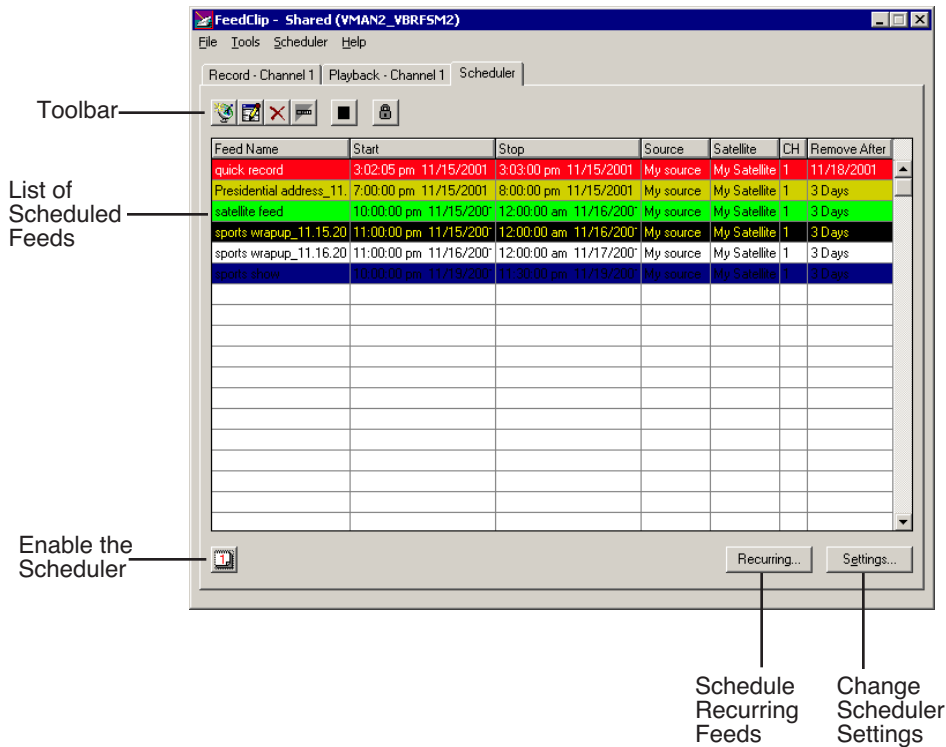 FeedClip - Shared (VMAN2_VBRFSM2)
File Tools Scheduler Help
Record - Channel 1 Playback - Channel 1 Scheduler
Toolbar
Feed Name Start Stop Source Satellite CH Remove After
quick record 3:02:05 pm 11/15/2001 3:03:00 pm 11/15/2001 My source My Satellite 1 11/18/2001
Presidential address_11. 7:00:00 pm 11/15/2001 8:00:00 pm 11/15/2001 My source My Satellite 1 3 Days
satellite feed 10:00:00 pm 11/15/200 12:00:00 am 11/16/200 My source My Satellite 1 3 Days
sports wrapup_11.15.20 11:00:00 pm 11/15/200 12:00:00 am 11/16/200 My source My Satellite 1 3 Days
sports wrapup_11.16.20 11:00:00 pm 11/16/200 12:00:00 am 11/17/200 My source My Satellite 1 3 Days
sports show 10:00:00 pm 11/19/200 11:30:00 pm 11/19/200 My source My Satellite 1 3 Days
List of
Scheduled
Feeds
Enable the
Scheduler
1
Recurring... Settings...
Schedule
Recurring
Feeds
Change
Scheduler
Settings